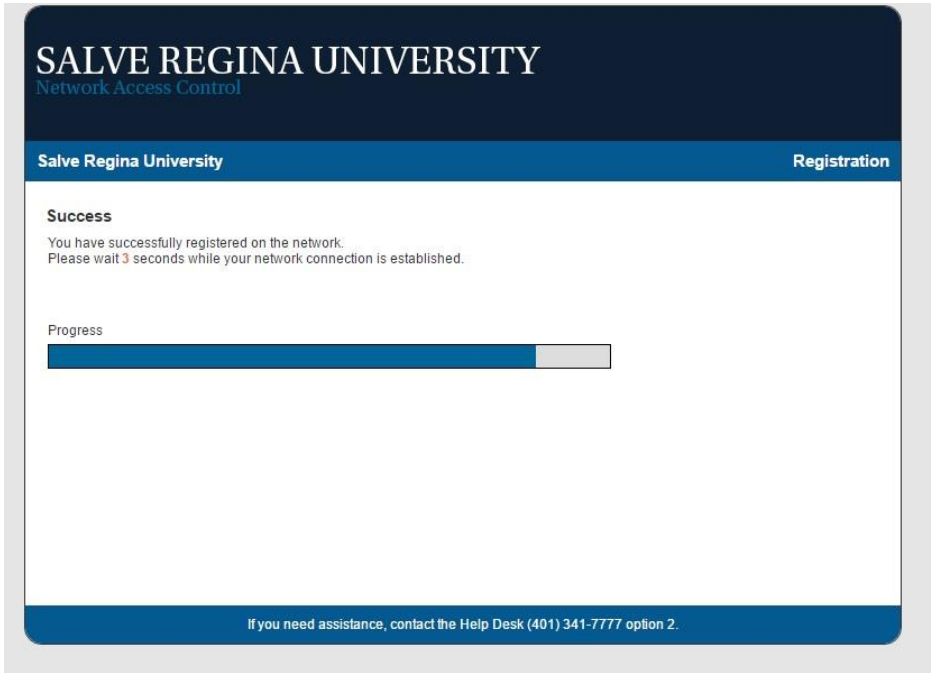 SALVE REGINA UNIVERSITY
Network Access Control
Salve Regina University
Registration
Success
You have successfully registered on the network.
Please wait 3 seconds while your network connection is established.
Progress
If you need assistance, contact the Help Desk (401) 341-7777 option 2.